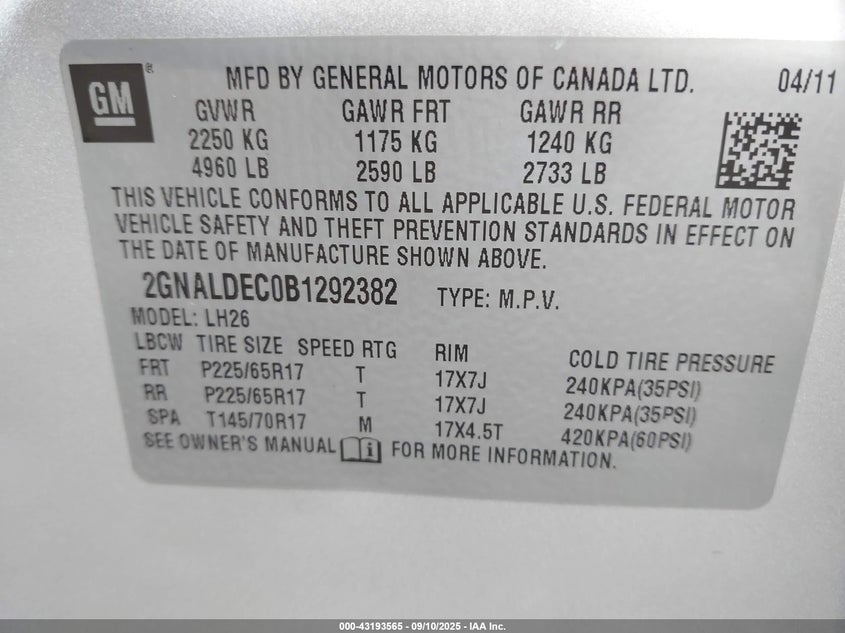 GM ®
MFD BY GENERAL MOTORS OF CANADA LTD. 04/11
GVWR GAWR FRT GAWR RR
2250 KG 1175 KG 1240 KG
4960 LB 2590 LB 2733 LB
THIS VEHICLE CONFORMS TO ALL APPLICABLE U.S. FEDERAL MOTOR
VEHICLE SAFETY AND THEFT PREVENTION STANDARDS IN EFFECT ON
THE DATE OF MANUFACTURE SHOWN ABOVE.
2GNALDEC0B1292382 TYPE: M.P.V.
MODEL: LH26
LBCW TIRE SIZE SPEED RTG RIM COLD TIRE PRESSURE
FRT P225/65R17 T 17X7J 240KPA(35PSI)
RR P225/65R17 T 17X7J 240KPA(35PSI)
SPA T145/70R17 M 17X4.5T 420KPA(60PSI)
SEE OWNER'S MANUAL i FOR MORE INFORMATION.
000-43193565 - 09/10/2025 - IAA Inc.